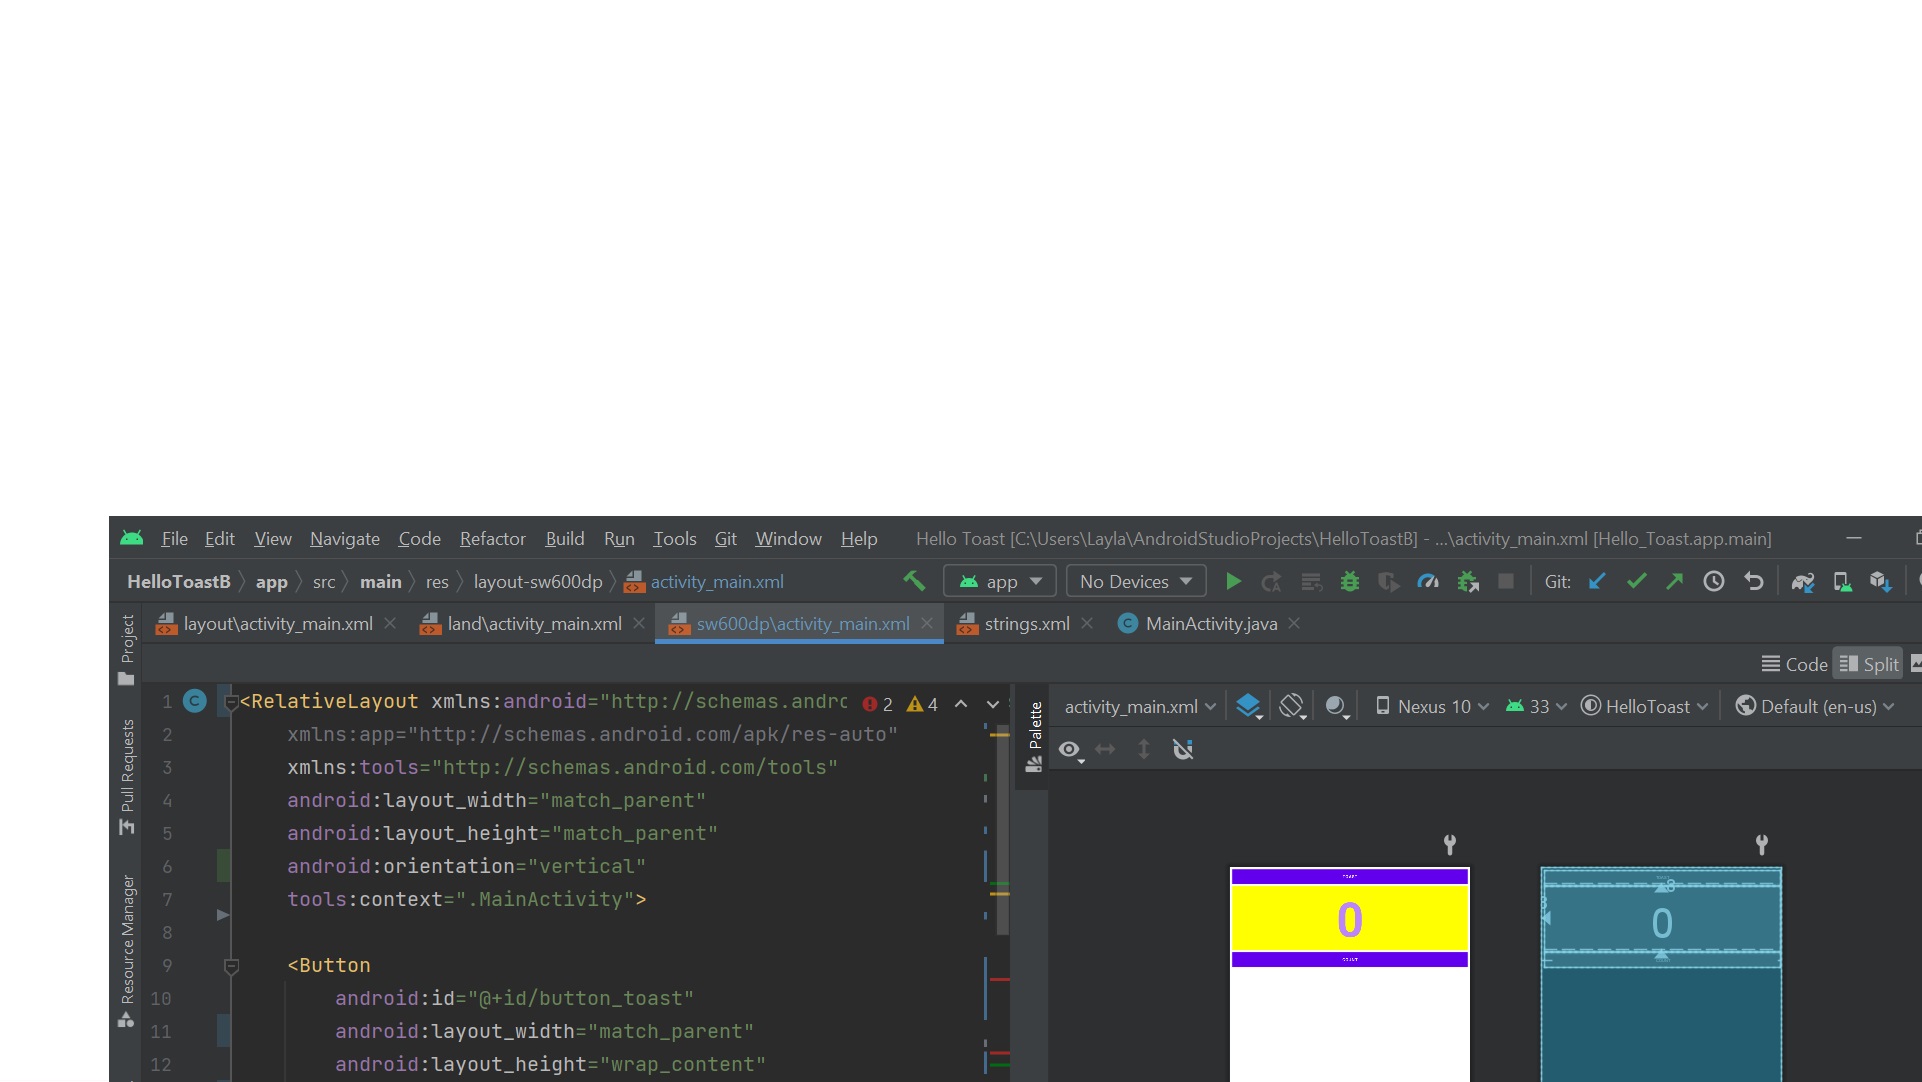 File Edit View Navigate Code Refactor Build Run Tools Git Window Help Hello Toast [C:\Users\Layla\AndroidStudioProjects\HelloToastB] - ...\activity_main.xml [Hello_Toast.app.main]
HelloToastB app src main res layout-sw600dp activity_main.xml app No Devices Git:
layout\activity_main.xml land\activity_main.xml sw600dp\activity_main.xml strings.xml MainActivity.java
Code Split
Project
Pull Requests
Resource Manager
1 <RelativeLayout xmlns:android="http://schemas.andro 2 4
2 xmlns:app="http://schemas.android.com/apk/res-auto"
3 xmlns:tools="http://schemas.android.com/tools"
4 android:layout_width="match_parent"
5 android:layout_height="match_parent"
6 android:orientation="vertical"
7 tools:context=".MainActivity">
8
9 <Button
10 android:id="@+id/button_toast"
11 android:layout_width="match_parent"
12 android:layout_height="wrap_content"
Palette
activity_main.xml Nexus 10 33 HelloToast Default (en-us)
0
8
8
0